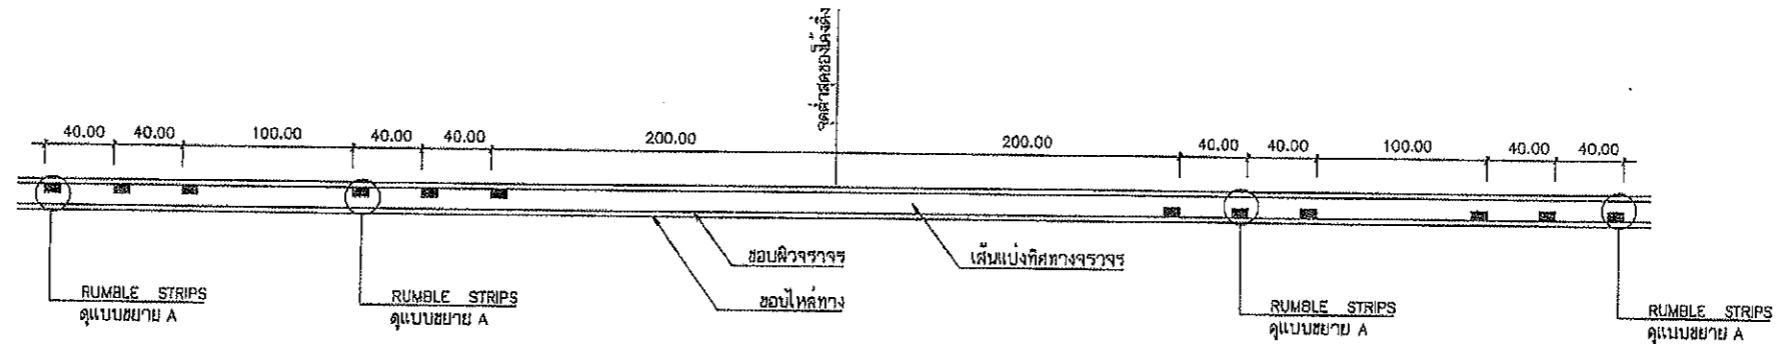 จุดต่ำสุดของโค้งดิ่ง
40.00 40.00 100.00 40.00 40.00 200.00 200.00 40.00 40.00 100.00 40.00 40.00
ขอบผิวจราจร
เส้นแบ่งทิศทางจราจร
ขอบไหล่ทาง
RUMBLE STRIPS
ดูแบบขยาย A
RUMBLE STRIPS
ดูแบบขยาย A
RUMBLE STRIPS
ดูแบบขยาย A
RUMBLE STRIPS
ดูแบบขยาย A